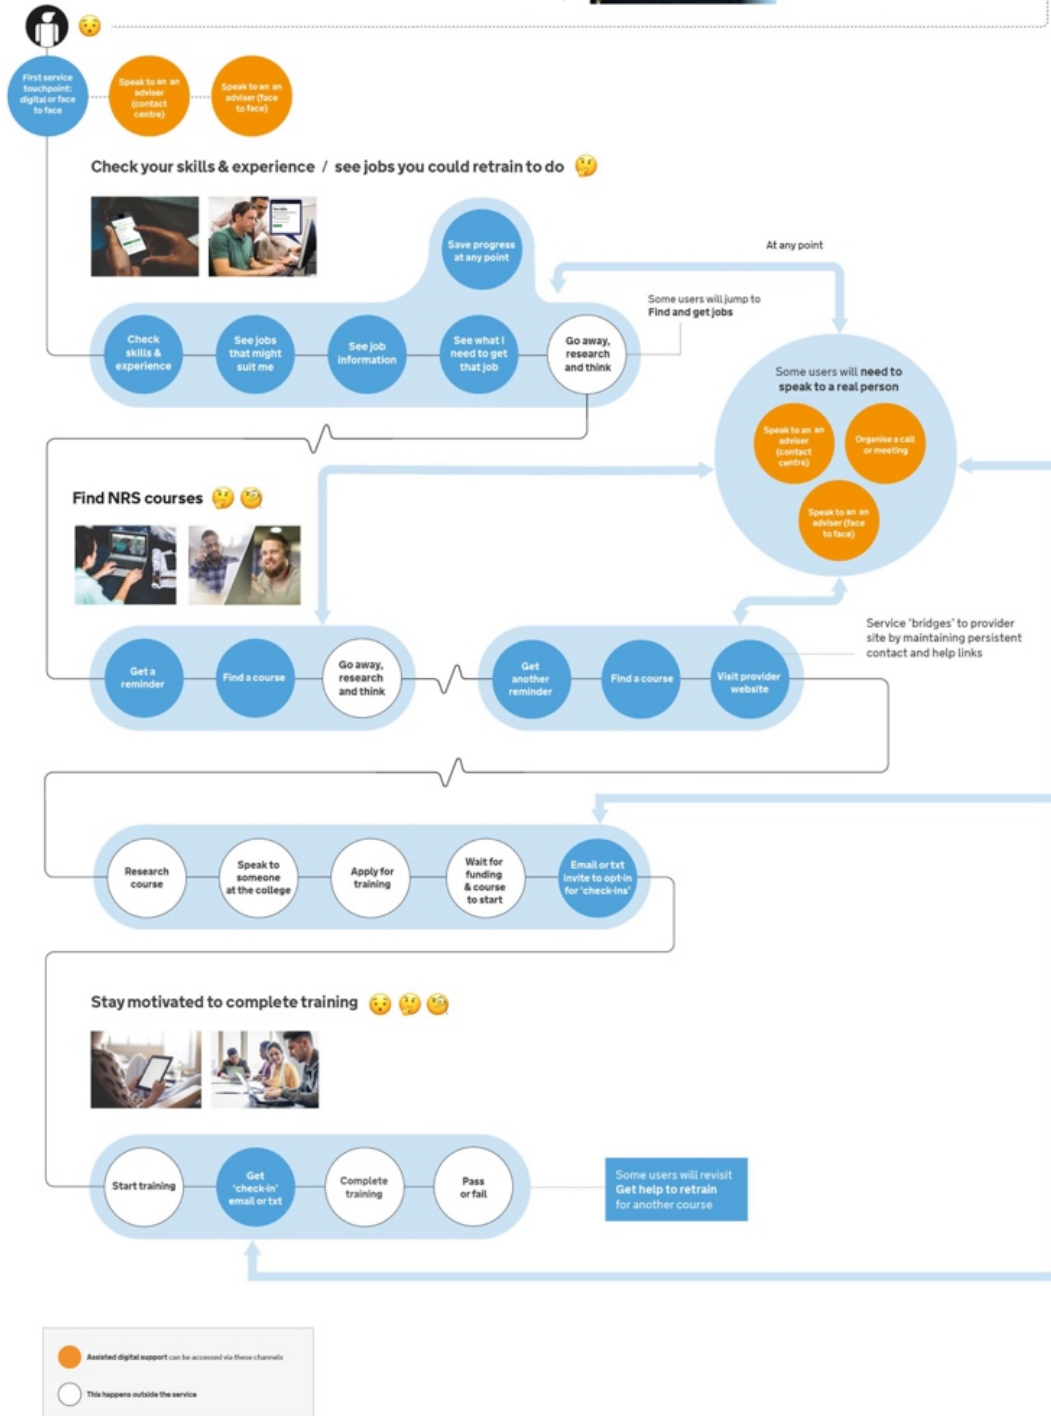 First service
touchpoint:
digital or face
to face
Speak to an an
adviser
(contact
centre)
Speak to an an
adviser (face
to face)
Check your skills & experience / see jobs you could retrain to do
Save progress
at any point
At any point
Some users will jump to
Find and get jobs
Check
skills &
experience
See jobs
that might
suit me
See job
information
See what I
need to get
that job
Go away,
research
and think
Some users will need to
speak to a real person
Speak to an an
adviser
(contact
centre)
Organise a call
or meeting
Speak to an an
adviser (face
to face)
Find NRS courses
Service 'bridges' to provider
site by maintaining persistent
contact and help links
Get a
reminder
Find a course
Go away,
research
and think
Get
another
reminder
Find a course
Visit provider
website
Research
course
Speak to
someone
at the college
Apply for
training
Wait for
funding
& course
to start
Email or txt
invite to opt-in
for 'check-ins'
Stay motivated to complete training
Start training
Get
'check-in'
email or txt
Complete
training
Pass
or fail
Some users will revisit
Get help to retrain
for another course
Assisted digital support can be accessed via these channels
This happens outside the service